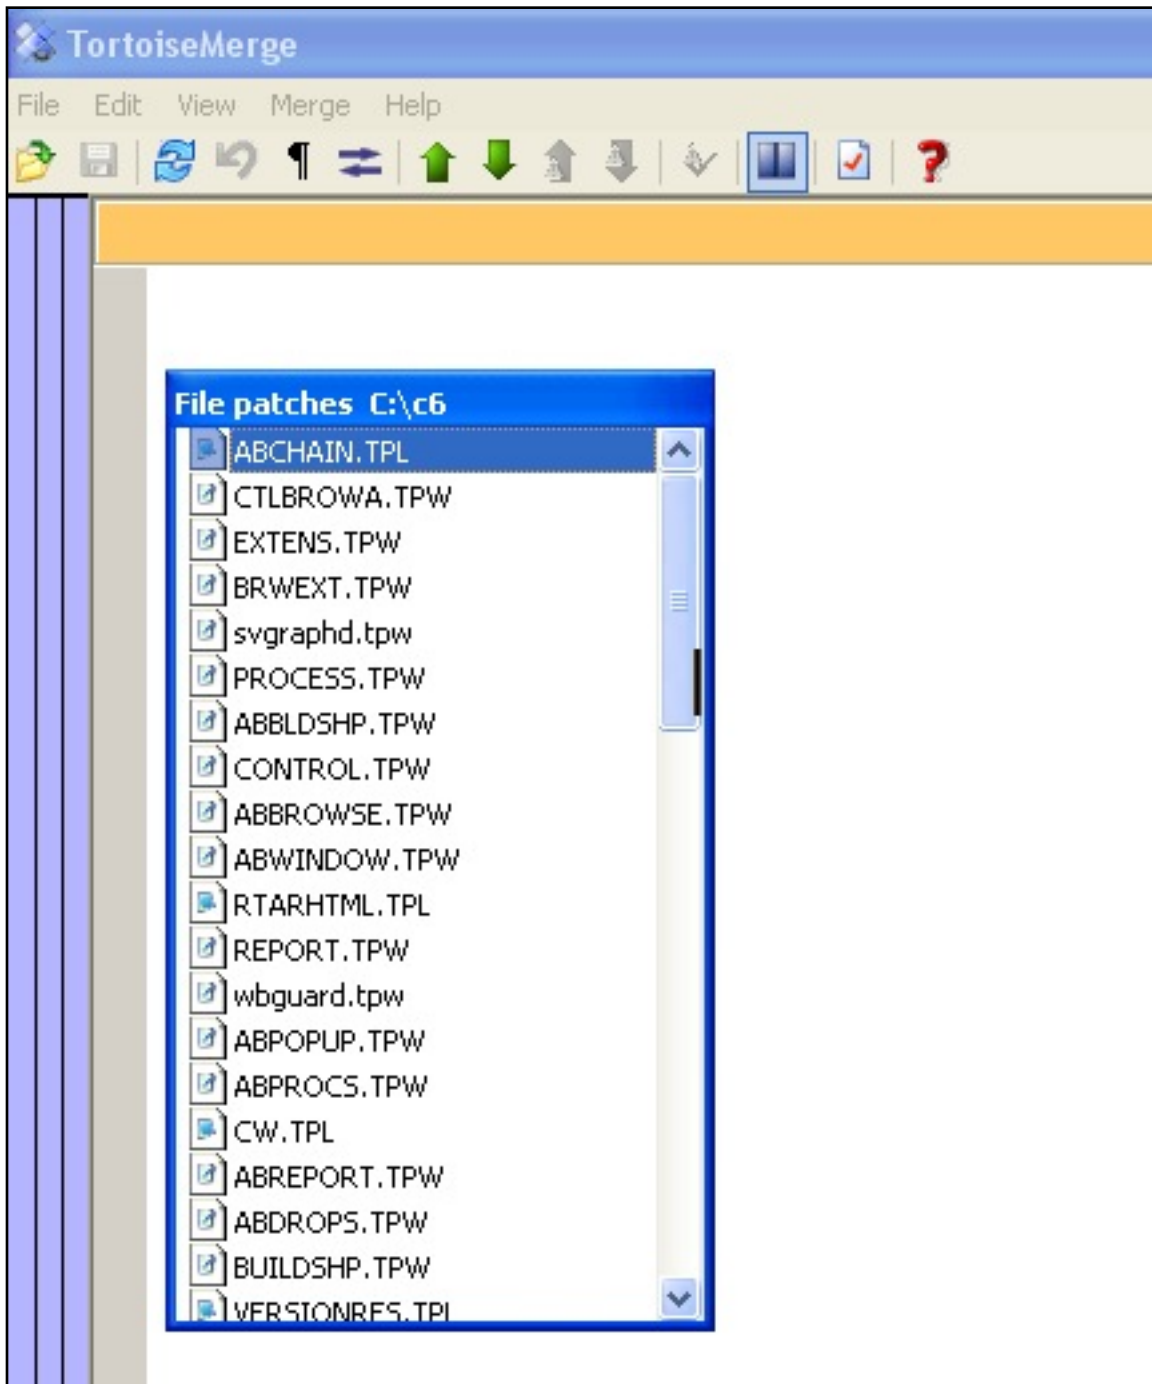 TortoiseMerge
File Edit View Merge Help
File patches C:\c6
ABCHAIN.TPL
CTLBROWA.TPW
EXTENS.TPW
BRWEXT.TPW
svgraphd.tpw
PROCESS.TPW
ABBLDSHP.TPW
CONTROL.TPW
ABBROWSE.TPW
ABWINDOW.TPW
RTARHTML.TPL
REPORT.TPW
wbguard.tpw
ABPOPUP.TPW
ABPROCS.TPW
CW.TPL
ABREPORT.TPW
ABDROPS.TPW
BUILDSHP.TPW
VERSIONRES.TPL